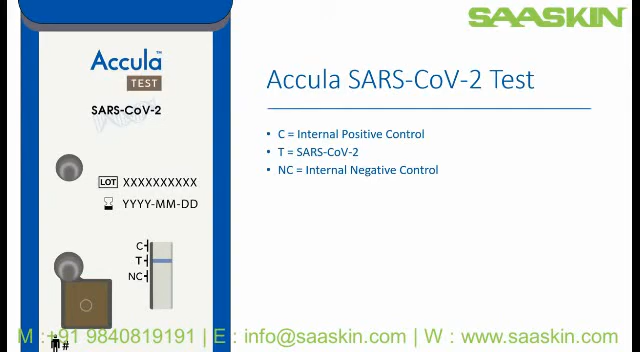 SAASKIN
Accula™
TEST
SARS-CoV-2
LOT XXXXXXXXXX
YYYY-MM-DD
C
T
NC
#
Accula SARS-CoV-2 Test
• C = Internal Positive Control
• T = SARS-CoV-2
• NC = Internal Negative Control
M :+91 9840819191 | E : info@saaskin.com | W : www.saaskin.com